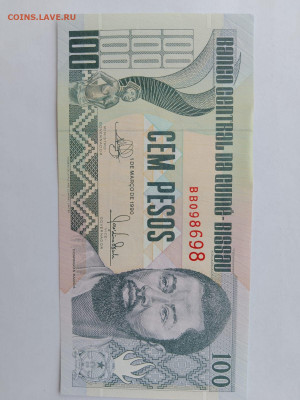 COINS.LAVE.RU
BANCO CENTRAL DA GUINÉ-BISSAU
BB098698
CEM PESOS
1 DE MARÇO DE 1990
100
100